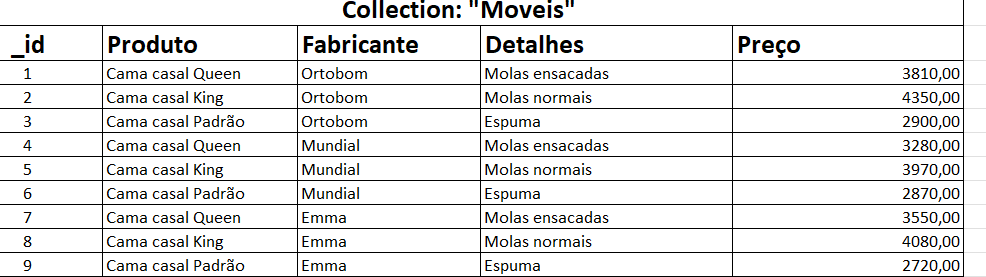 Collection: "Moveis"
_id Produto Fabricante Detalhes Preço
1 Cama casal Queen Ortobom Molas ensacadas 3810,00
2 Cama casal King Ortobom Molas normais 4350,00
3 Cama casal Padrão Ortobom Espuma 2900,00
4 Cama casal Queen Mundial Molas ensacadas 3280,00
5 Cama casal King Mundial Molas normais 3970,00
6 Cama casal Padrão Mundial Espuma 2870,00
7 Cama casal Queen Emma Molas ensacadas 3550,00
8 Cama casal King Emma Molas normais 4080,00
9 Cama casal Padrão Emma Espuma 2720,00